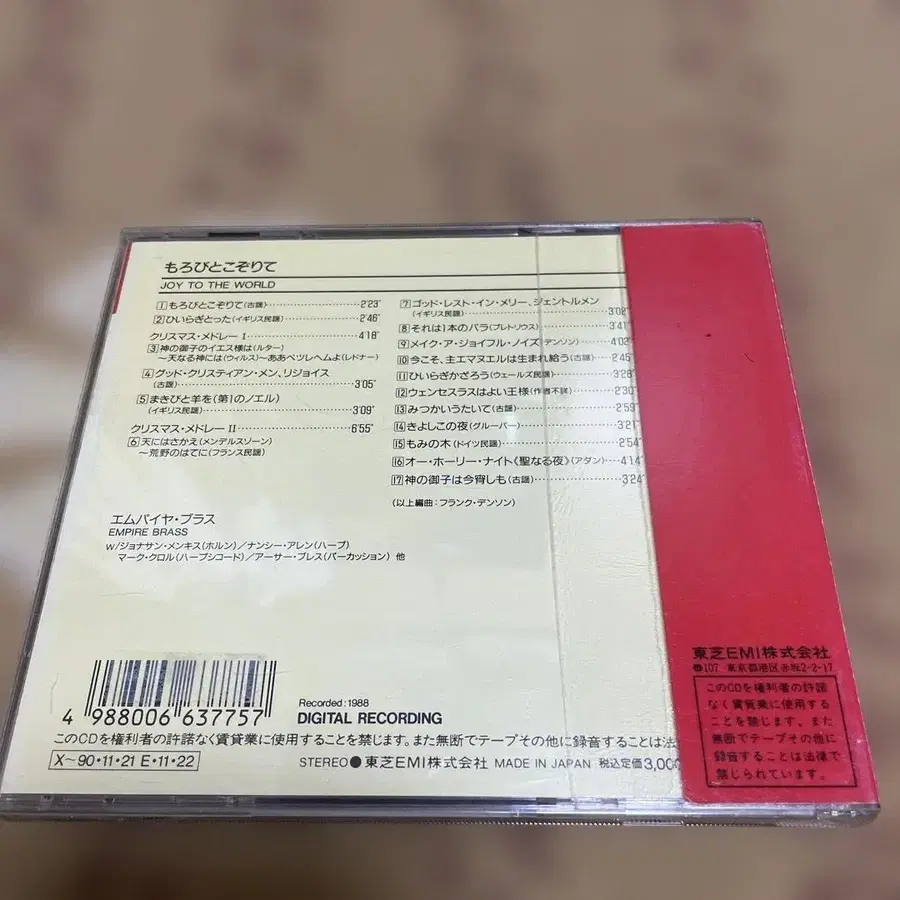 もろびとこぞりて
JOY TO THE WORLD
1 もろびとこぞりて(古謡) 2'23"
2 ひいらぎとった(イギリス民謡) 2'46"
クリスマス・メドレー I 4'18"
3 神の御子のイエス様は(ルター)
〜天なる神には(ウィルス)〜ああベツレヘムよ(レドナー)
4 グッド・クリスティアン・メン、リジョイス
(古謡) 3'05"
5 まきびと羊を《第1のノエル》
(イギリス民謡) 3'09"
クリスマス・メドレー II 6'55"
6 天にはさかえ(メンデルスゾーン)
〜荒野のはてに(フランス民謡)
7 ゴッド・レスト・イン・メリー、ジェントルメン
(イギリス民謡) 3'02"
8 それは1本のバラ(プレトリウス) 3'41"
9 メイク・ア・ジョイフル・ノイズ(デンソン) 4'02"
10 今こそ、主エマヌエルは生まれ給う(古謡) 2'45"
11 ひいらぎかざろう(ウェールズ民謡) 3'28"
12 ウェンセスラスはよい王様(作者不詳) 2'30"
13 みつかいうたいて(古謡) 2'59"
14 きよしこの夜(グルーバー) 3'21"
15 もみの木(ドイツ民謡) 2'54"
16 オー・ホーリー・ナイト《聖なる夜》(アダン) 4'14"
17 神の御子は今宵しも(古謡) 3'24"
(以上編曲:フランク・デンソン)
エムパイヤ・ブラス
EMPIRE BRASS
w/ジョナサン・メンキス(ホルン)/ナンシー・アレン(ハープ)
マーク・クロル(ハープシコード)/アーサー・プレス(パーカッション) 他
4 988006 637757
Recorded:1988
DIGITAL RECORDING
このCDを権利者の許諾なく賃貸業に使用することを禁じます。また無断でテープその他に録音することは法
X〜90・11・21 E・11・22
STEREO●東芝EMI株式会社 MADE IN JAPAN 税込定価3,00
東芝EMI株式会社
〒107 東京都港区赤坂2-2-17
このCDを権利者の許諾
なく賃貸業に使用する
ことを禁じます。また
無断でテープその他に
録音することは法律で
禁じられています。